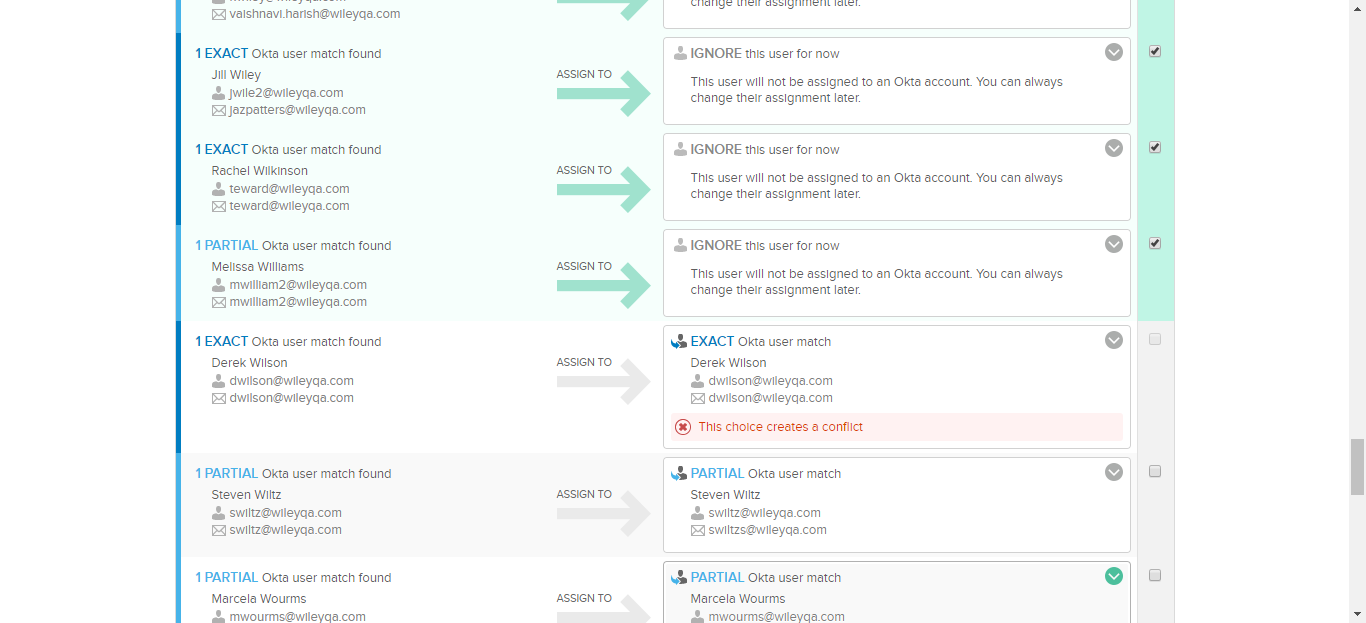 vaishnavi.harish@wileyqa.com
change their assignment later.
1 EXACT Okta user match found
Jill Wiley
jwile2@wileyqa.com
jazpatters@wileyqa.com
ASSIGN TO
IGNORE this user for now
This user will not be assigned to an Okta account. You can always
change their assignment later.
1 EXACT Okta user match found
Rachel Wilkinson
teward@wileyqa.com
teward@wileyqa.com
ASSIGN TO
IGNORE this user for now
This user will not be assigned to an Okta account. You can always
change their assignment later.
1 PARTIAL Okta user match found
Melissa Williams
mwilliam2@wileyqa.com
mwilliam2@wileyqa.com
ASSIGN TO
IGNORE this user for now
This user will not be assigned to an Okta account. You can always
change their assignment later.
1 EXACT Okta user match found
Derek Wilson
dwilson@wileyqa.com
dwilson@wileyqa.com
ASSIGN TO
EXACT Okta user match
Derek Wilson
dwilson@wileyqa.com
dwilson@wileyqa.com
This choice creates a conflict
1 PARTIAL Okta user match found
Steven Wiltz
swiltz@wileyqa.com
swiltz@wileyqa.com
ASSIGN TO
PARTIAL Okta user match
Steven Wiltz
swiltz@wileyqa.com
swiltzs@wileyqa.com
1 PARTIAL Okta user match found
Marcela Wourms
mwourms@wileyqa.com
ASSIGN TO
PARTIAL Okta user match
Marcela Wourms
mwourms@wileyqa.com